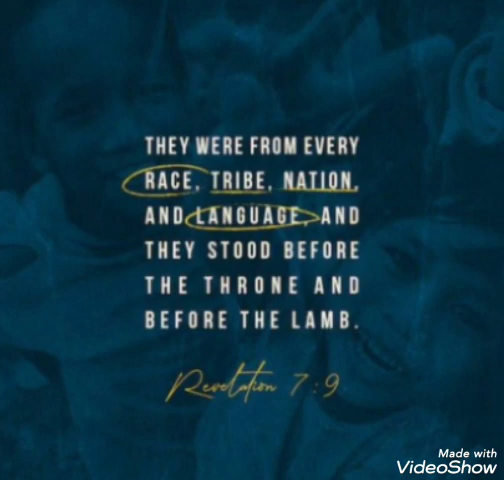 THEY WERE FROM EVERY
RACE, TRIBE, NATION,
AND LANGUAGE, AND
THEY STOOD BEFORE
THE THRONE AND
BEFORE THE LAMB.
Revelation 7:9
Made with
VideoShow